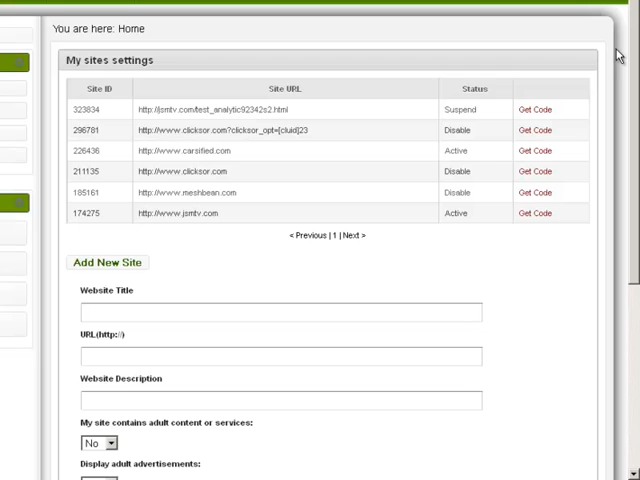 You are here: Home
My sites settings
Site ID Site URL Status
323834 http://jsmtv.com/test_analytic92342s2.html Suspend Get Code
296781 http://www.clicksor.com?clicksor_opt=[cluid]23 Disable Get Code
226436 http://www.carsified.com Active Get Code
211135 http://www.clicksor.com Disable Get Code
185161 http://www.meshbean.com Disable Get Code
174275 http://www.jsmtv.com Active Get Code
< Previous | 1 | Next >
Add New Site
Website Title
URL(http://)
Website Description
My site contains adult content or services:
No
Display adult advertisements: